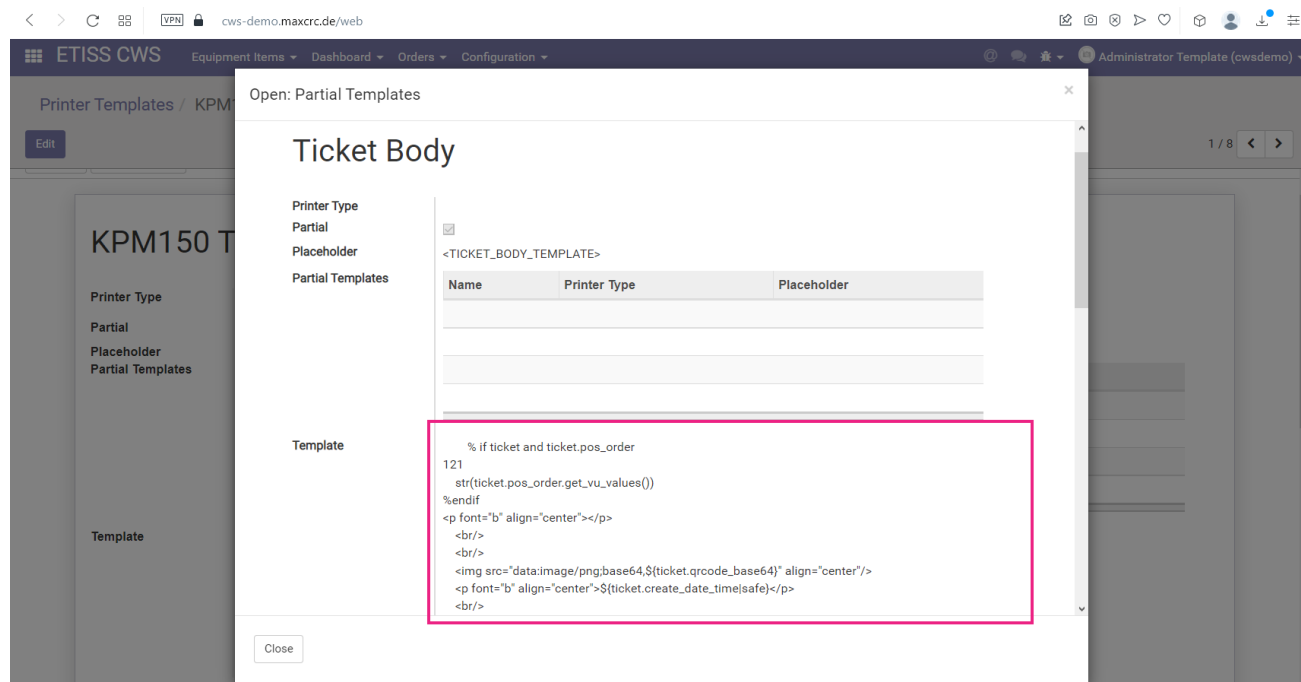 VPN cws-demo.maxcrc.de/web
ETISS CWS Equipment Items Dashboard Orders Configuration Administrator Template (cwsdemo)
Printer Templates / KPM1
Open: Partial Templates ×
Edit
1 / 8
Ticket Body
KPM150 T
Printer Type
Partial
Placeholder
Partial Templates
Template
Printer Type
Partial
Placeholder <TICKET_BODY_TEMPLATE>
Partial Templates
Name Printer Type Placeholder
Template
% if ticket and ticket.pos_order
121
str(ticket.pos_order.get_vu_values())
%endif
<p font="b" align="center"></p>
<br/>
<br/>
<img src="data:image/png;base64,${ticket.qrcode_base64}" align="center"/>
<p font="b" align="center">${ticket.create_date_time|safe}</p>
<br/>
Close